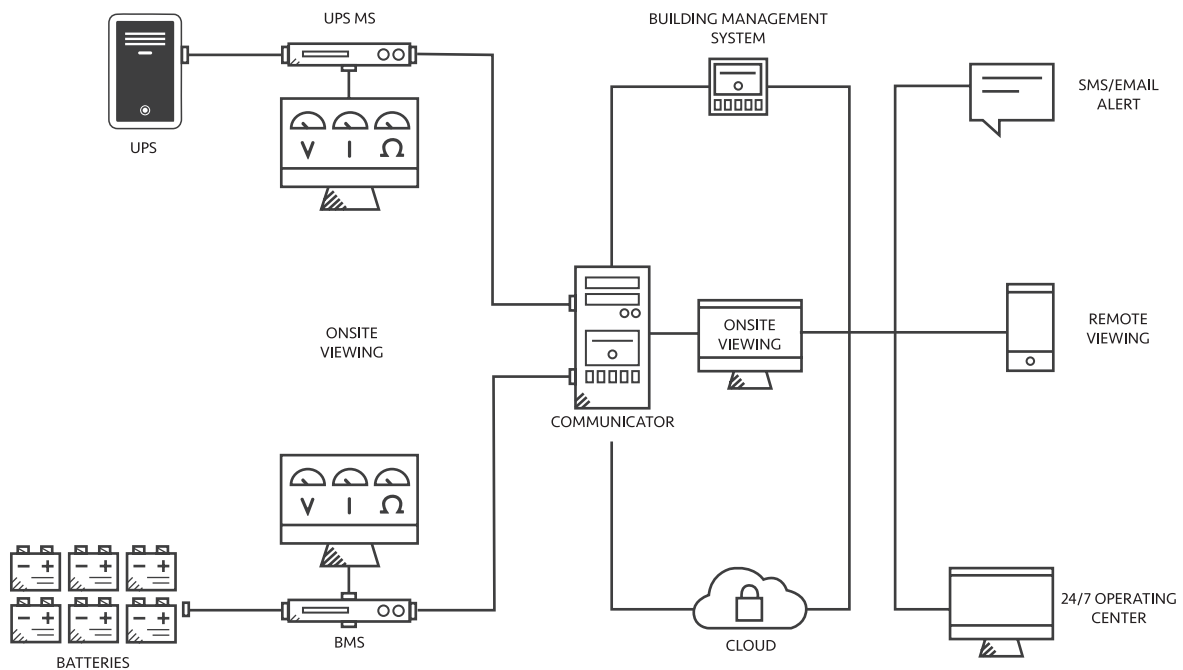 UPS MS
BUILDING MANAGEMENT
SYSTEM
SMS/EMAIL
ALERT
UPS
V I Ω
ONSITE
VIEWING
ONSITE
VIEWING
REMOTE
VIEWING
COMMUNICATOR
V I Ω
- + - + - +
- + - + - +
BATTERIES
BMS
CLOUD
24/7 OPERATING
CENTER